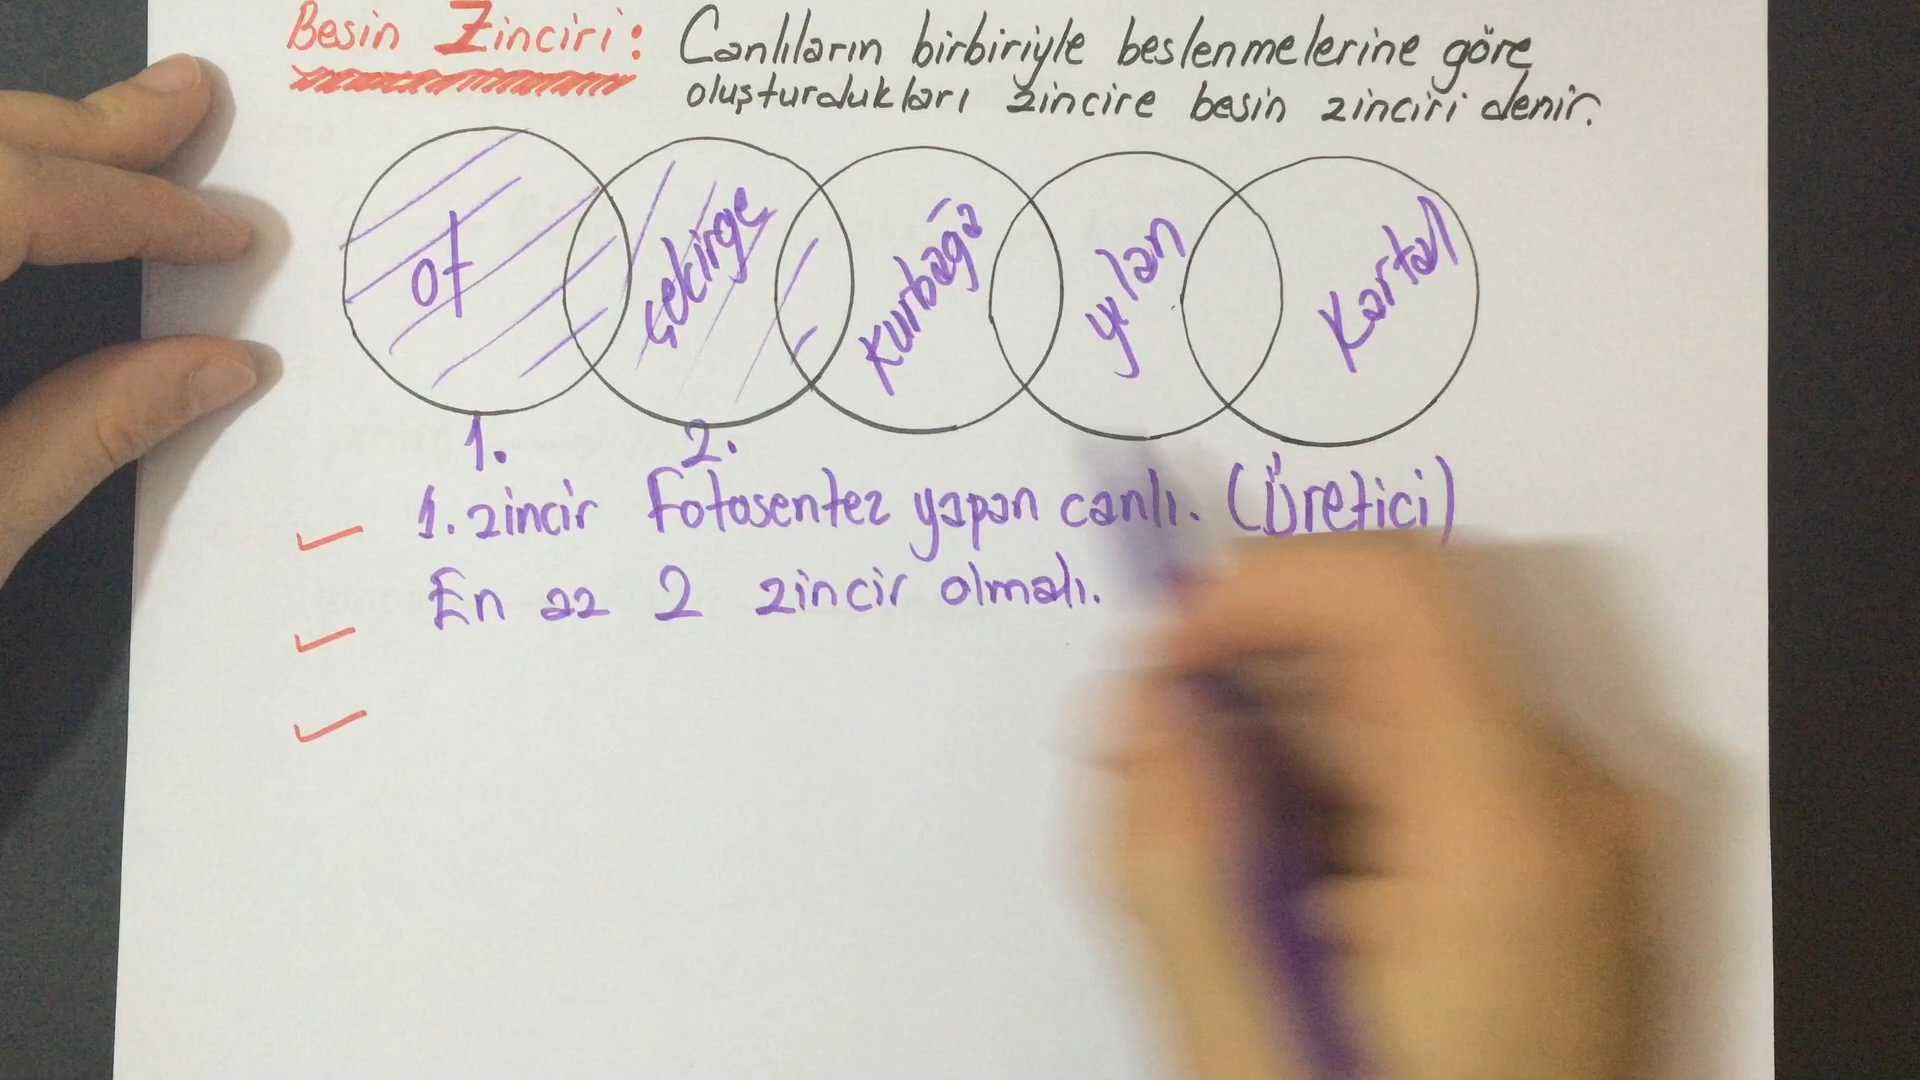 Besin Zinciri: Canlıların birbiriyle beslenmelerine göre
oluşturdukları zincire besin zinciri denir.
ot çekirge kurbağa yılan Kartal
1. 2.
1. zincir Fotosentez yapan canlı. (Üretici)
En az 2 zincir olmalı.